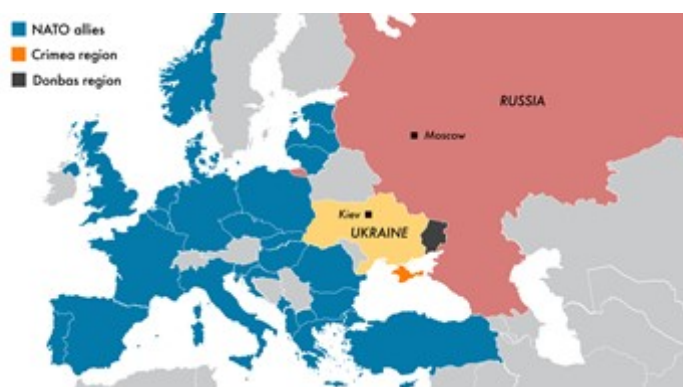 NATO allies
Crimea region
Donbas region
RUSSIA
Moscow
Kiev
UKRAINE